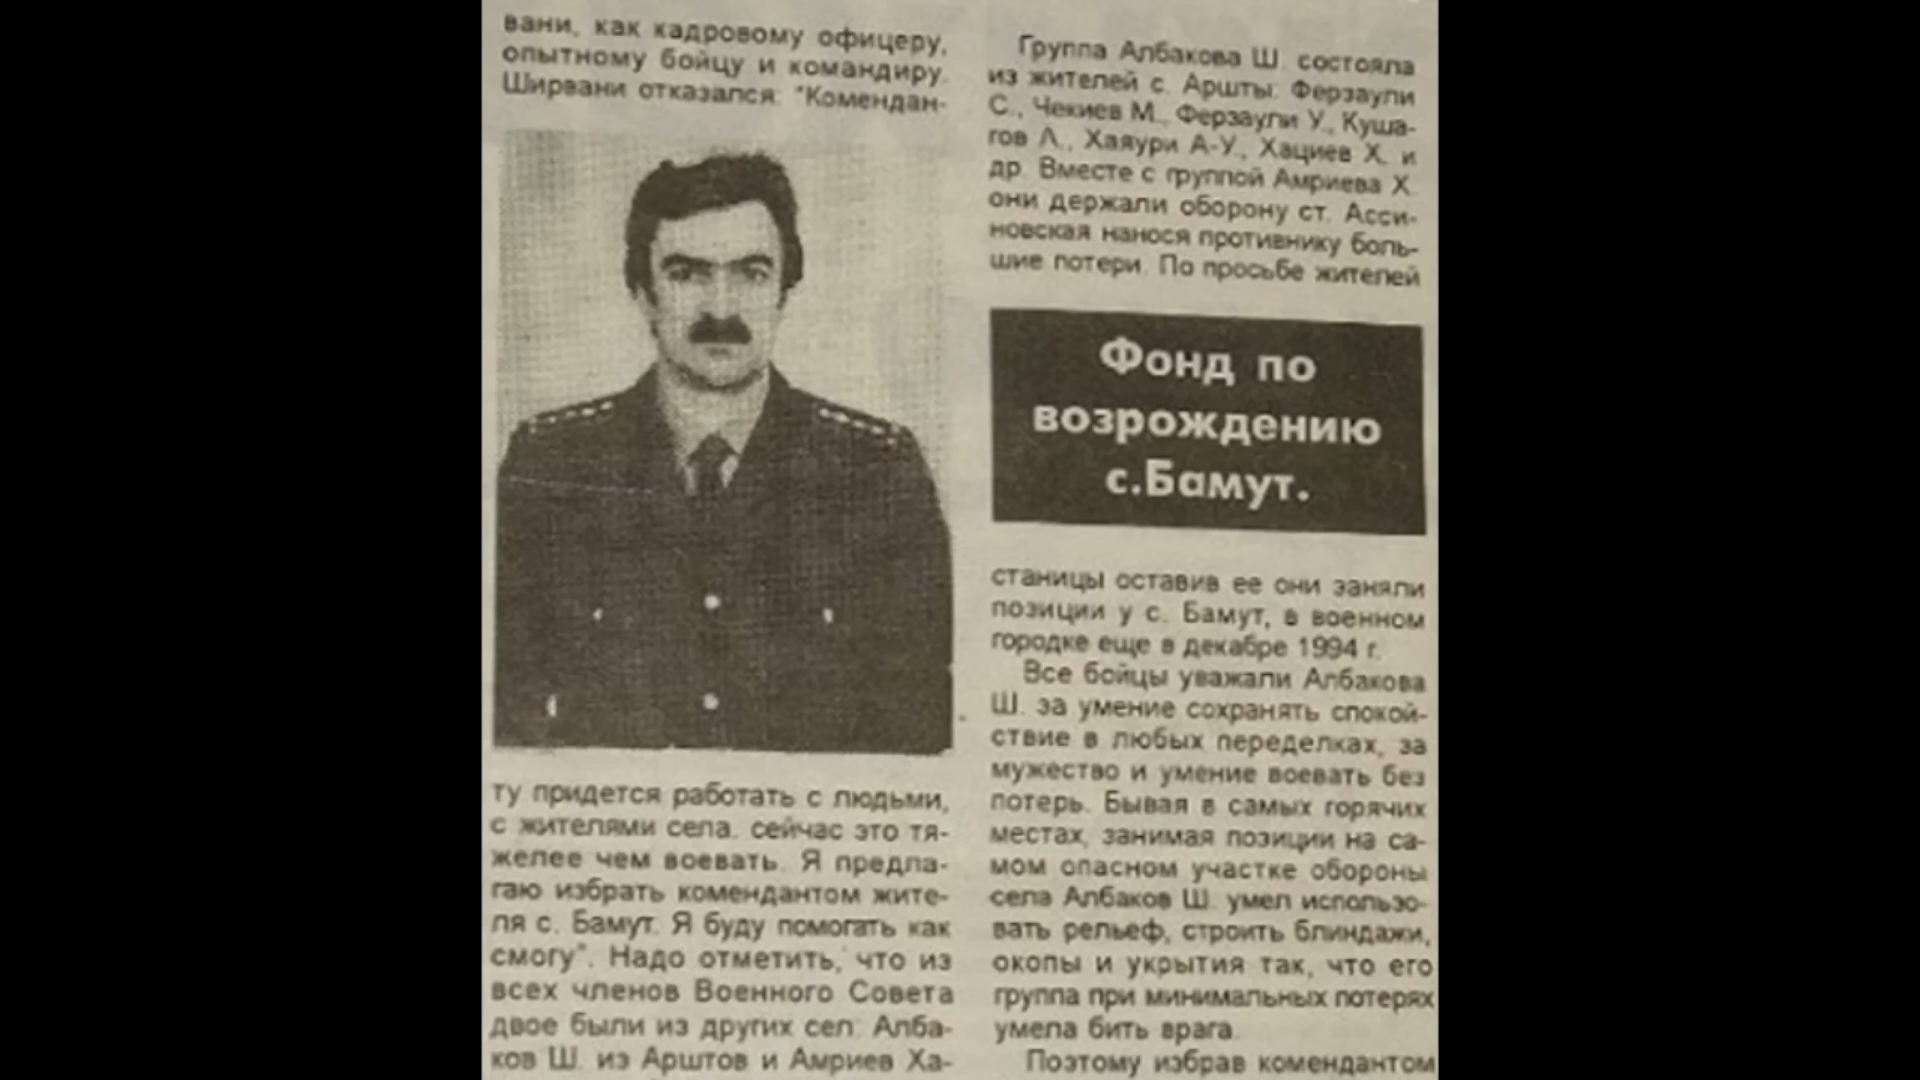 вани, как кадровому офицеру,
опытному бойцу и командиру.
Ширвани отказался: "Комендан-
ту придется работать с людьми,
с жителями села. сейчас это тя-
желее чем воевать. Я предла-
гаю избрать комендантом жите-
ля с. Бамут. Я буду помогать как
смогу". Надо отметить, что из
всех членов Военного Совета
двое были из других сел: Алба-
ков Ш. из Арштов и Амриев Ха-
Группа Албакова Ш. состояла
из жителей с. Аршты: Ферзаули
С., Чекиев М., Ферзаули У., Куша-
гов Л., Хаяури А-У., Хациев Х. и
др. Вместе с группой Амриева Х.
они держали оборону ст. Асси-
новская нанося противнику боль-
шие потери. По просьбе жителей
Фонд по
возрождению
с.Бамут.
станицы оставив ее они заняли
позиции у с. Бамут, в военном
городке еще в декабре 1994 г.
Все бойцы уважали Албакова
Ш. за умение сохранять спокой-
ствие в любых переделках, за
мужество и умение воевать без
потерь. Бывая в самых горячих
местах, занимая позиции на са-
мом опасном участке обороны
села Албаков Ш. умел использо-
вать рельеф, строить блиндажи,
окопы и укрытия так, что его
группа при минимальных потерях
умела бить врага.
Поэтому избрав комендантом